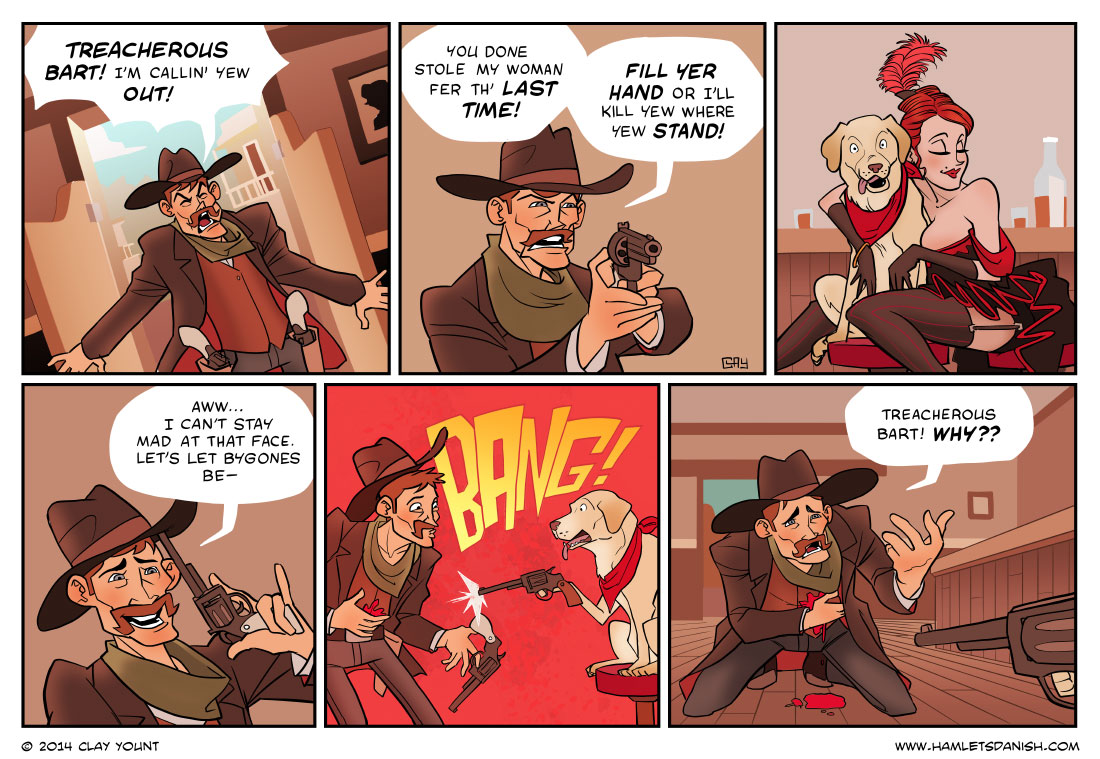 TREACHEROUS
BART! I'M CALLIN' YEW
OUT!
YOU DONE
STOLE MY WOMAN
FER TH' LAST
TIME!
FILL YER
HAND OR I'LL
KILL YEW WHERE
YEW STAND!
CLAY
AWW...
I CAN'T STAY
MAD AT THAT FACE.
LET'S LET BYGONES
BE—
BANG!
TREACHEROUS
BART! WHY??
© 2014 CLAY YOUNT
WWW.HAMLETSDANISH.COM